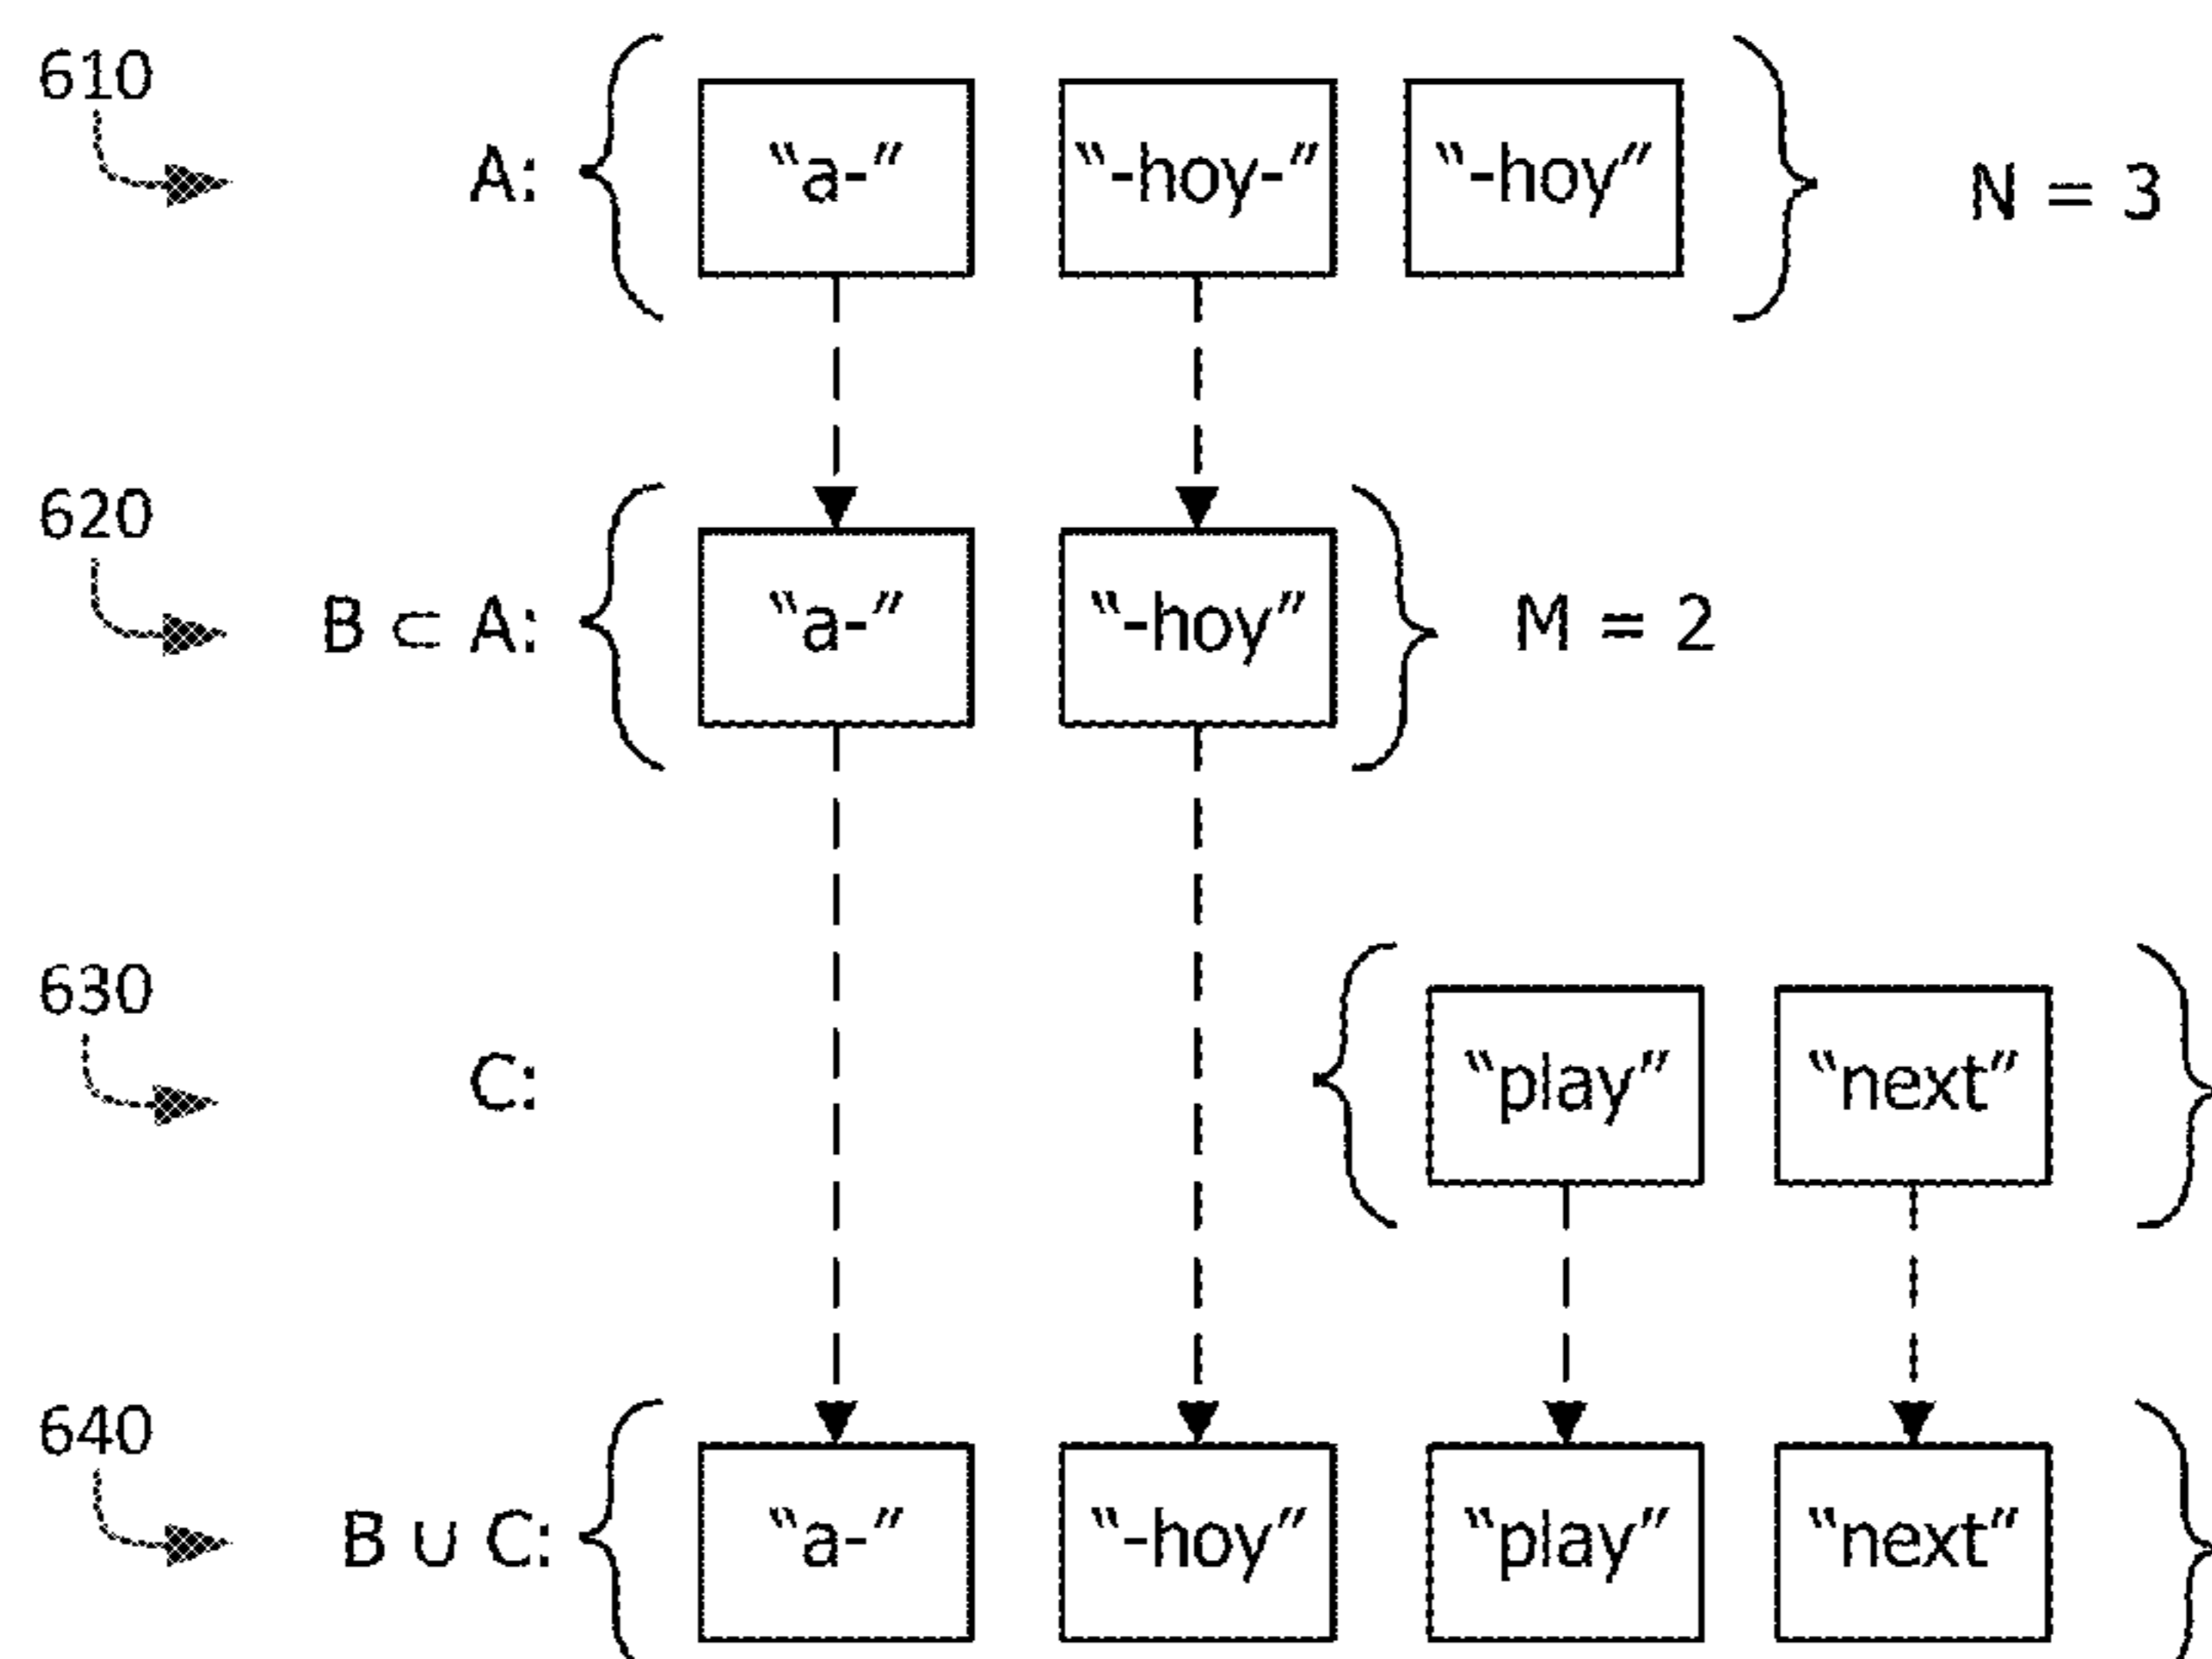 610
A: { “a-” “-hoy-” “-hoy” } N = 3
620
B ⊂ A: { “a-” “-hoy” } M = 2
630
C: { “play” “next” }
640
B ∪ C: { “a-” “-hoy” “play” “next” }